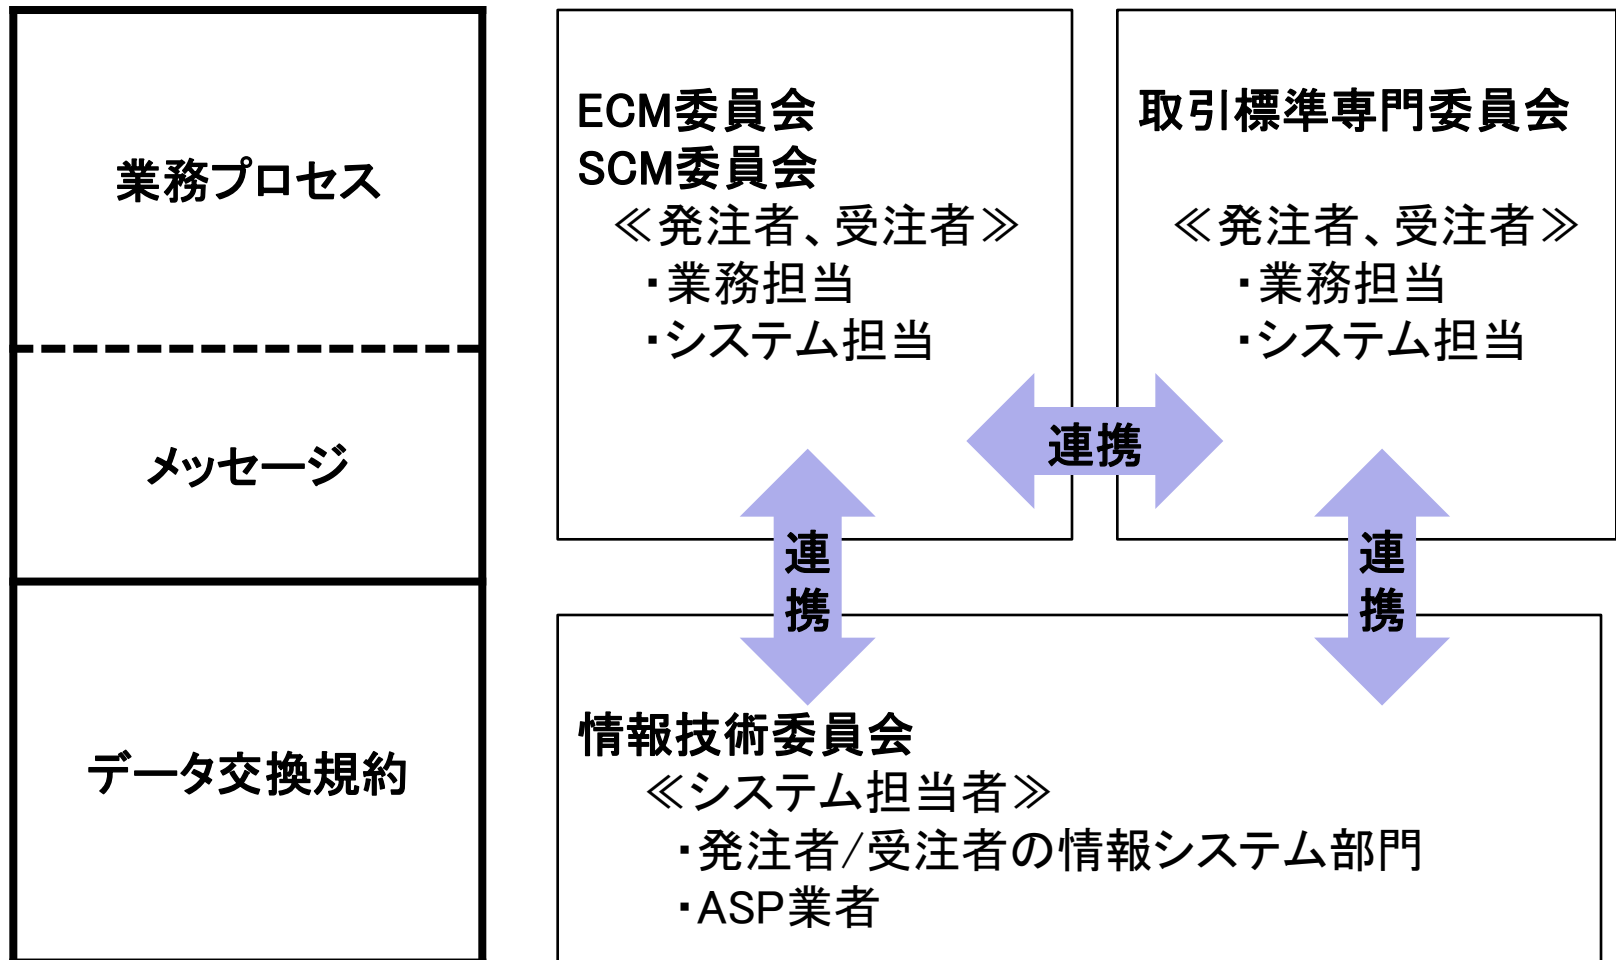 業務プロセス
メッセージ
データ交換規約
ECM委員会
SCM委員会
≪発注者、受注者≫
・業務担当
・システム担当
取引標準専門委員会
≪発注者、受注者≫
・業務担当
・システム担当
連携
連携
連携
情報技術委員会
≪システム担当者≫
・発注者/受注者の情報システム部門
・ASP業者